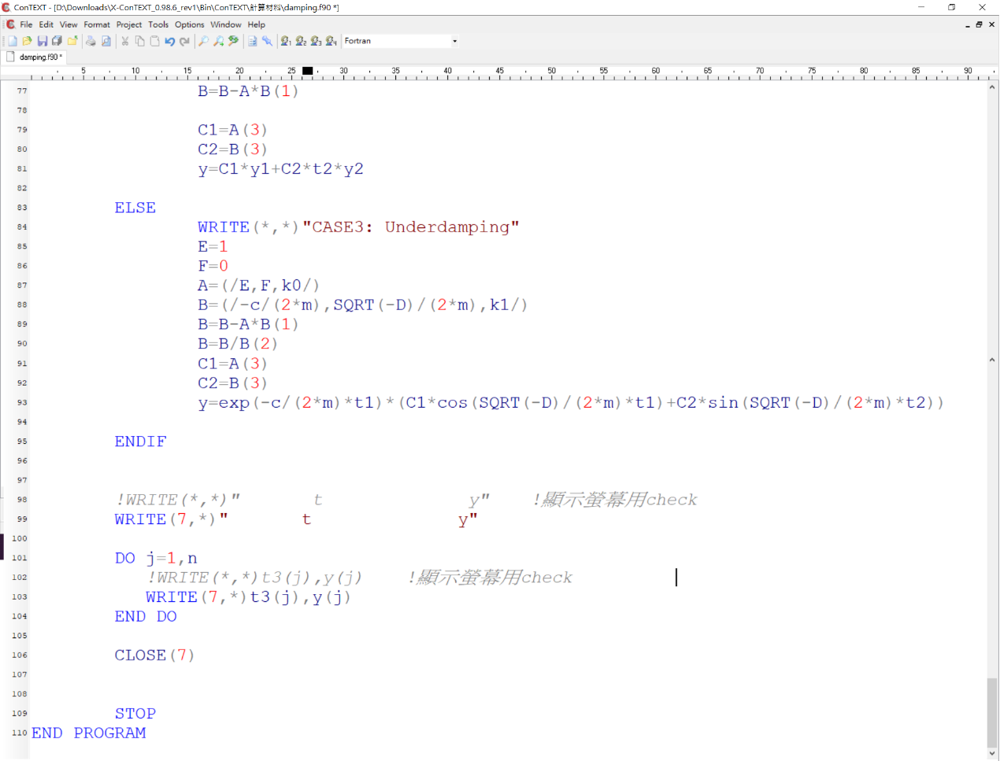 ConTEXT - [D:\Downloads\X-ConTEXT_0.98.6_rev1\Bin\ConTEXT\計算材料\damping.f90 *]
File Edit View Format Project Tools Options Window Help
Fortran
damping.f90 *
5 10 15 20 25 30 35 40 45 50 55 60 65 70 75 80 85 90
77 B=B-A*B(1)
78
79 C1=A(3)
80 C2=B(3)
81 y=C1*y1+C2*t2*y2
82
83 ELSE
84 WRITE(*,*)"CASE3: Underdamping"
85 E=1
86 F=0
87 A=(/E,F,k0/)
88 B=(/-c/(2*m),SQRT(-D)/(2*m),k1/)
89 B=B-A*B(1)
90 B=B/B(2)
91 C1=A(3)
92 C2=B(3)
93 y=exp(-c/(2*m)*t1)*(C1*cos(SQRT(-D)/(2*m)*t1)+C2*sin(SQRT(-D)/(2*m)*t2))
94
95 ENDIF
96
97
98 !WRITE(*,*)" t y" !顯示螢幕用check
99 WRITE(7,*)" t y"
100
101 DO j=1,n
102 !WRITE(*,*)t3(j),y(j) !顯示螢幕用check
103 WRITE(7,*)t3(j),y(j)
104 END DO
105
106 CLOSE(7)
107
108
109 STOP
110 END PROGRAM